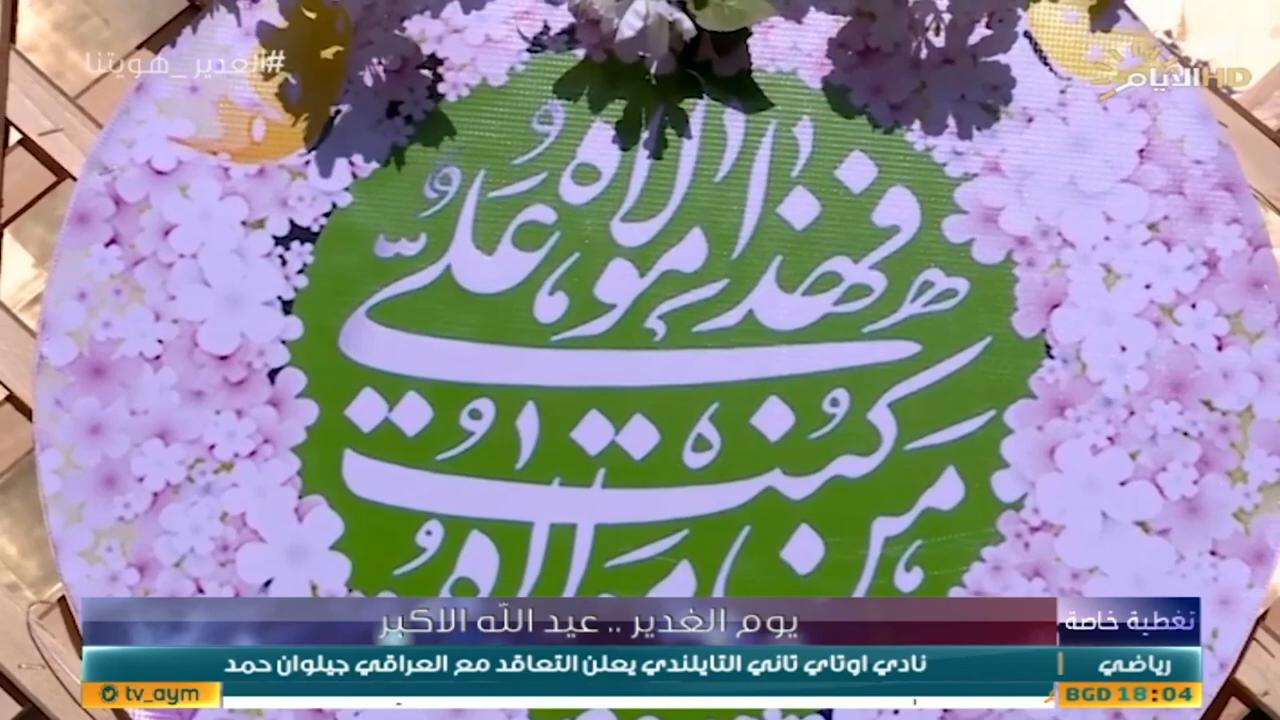 #الغدير_هويتنا
الايام HD
فهذا مولاه علي
من كنت مولاه
تغطية خاصة
يوم الغدير .. عيد الله الاكبر
رياضي
نادي اوتاي تاني التايلندي يعلن التعاقد مع العراقي جيلوان حمد
tv_aym
BGD 18:04